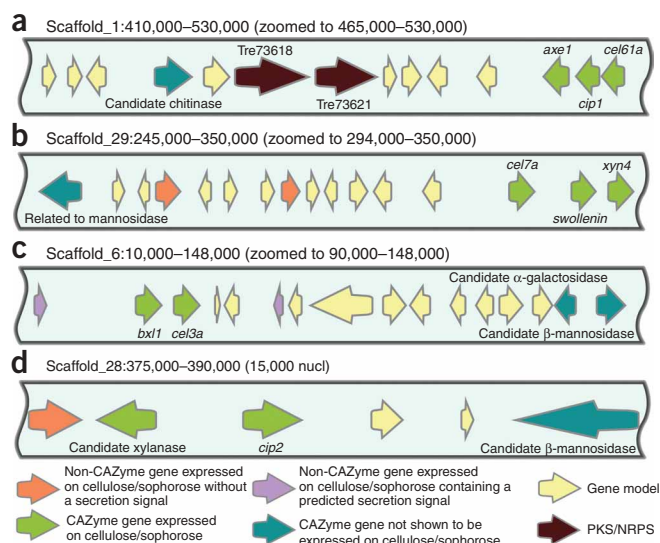 a Scaffold_1:410,000–530,000 (zoomed to 465,000–530,000)
Tre73618
axe1 cel61a
Candidate chitinase
Tre73621
cip1
b Scaffold_29:245,000–350,000 (zoomed to 294,000–350,000)
cel7a
xyn4
Related to mannosidase
swollenin
c Scaffold_6:10,000–148,000 (zoomed to 90,000–148,000)
Candidate α-galactosidase
bxl1 cel3a
Candidate β-mannosidase
d Scaffold_28:375,000–390,000 (15,000 nucl)
Candidate xylanase
cip2
Candidate β-mannosidase
Non-CAZyme gene expressed
on cellulose/sophorose without
a secretion signal
Non-CAZyme gene expressed
on cellulose/sophorose containing a
predicted secretion signal
Gene model
CAZyme gene expressed
on cellulose/sophorose
CAZyme gene not shown to be
expressed on cellulose/sophorose
PKS/NRPS